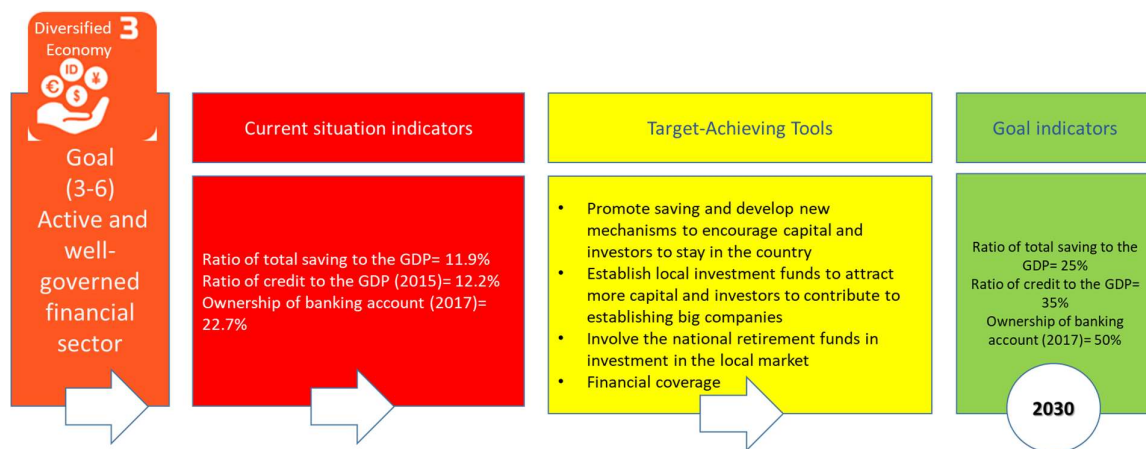 Diversified 3
Economy
ID
€ ¥
$
Goal
(3-6)
Active and
well-
governed
financial
sector
Current situation indicators
Ratio of total saving to the GDP= 11.9%
Ratio of credit to the GDP (2015)= 12.2%
Ownership of banking account (2017)=
22.7%
Target-Achieving Tools
• Promote saving and develop new
mechanisms to encourage capital and
investors to stay in the country
• Establish local investment funds to attract
more capital and investors to contribute to
establishing big companies
• Involve the national retirement funds in
investment in the local market
• Financial coverage
Goal indicators
Ratio of total saving to the
GDP= 25%
Ratio of credit to the GDP=
35%
Ownership of banking
account (2017)= 50%
2030